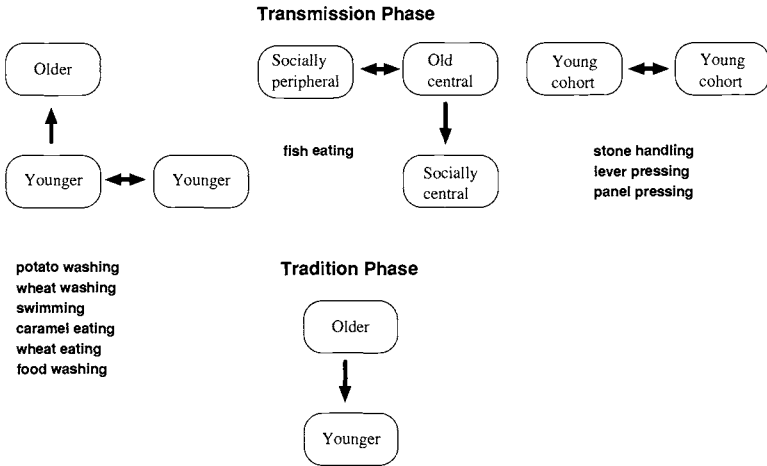 Transmission Phase
Older
Younger
Younger
potato washing
wheat washing
swimming
caramel eating
wheat eating
food washing
Socially
peripheral
Old
central
fish eating
Socially
central
Young
cohort
Young
cohort
stone handling
lever pressing
panel pressing
Tradition Phase
Older
Younger